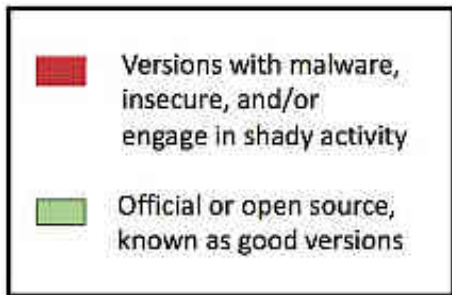 Versions with malware,
insecure, and/or
engage in shady activity
Official or open source,
known as good versions